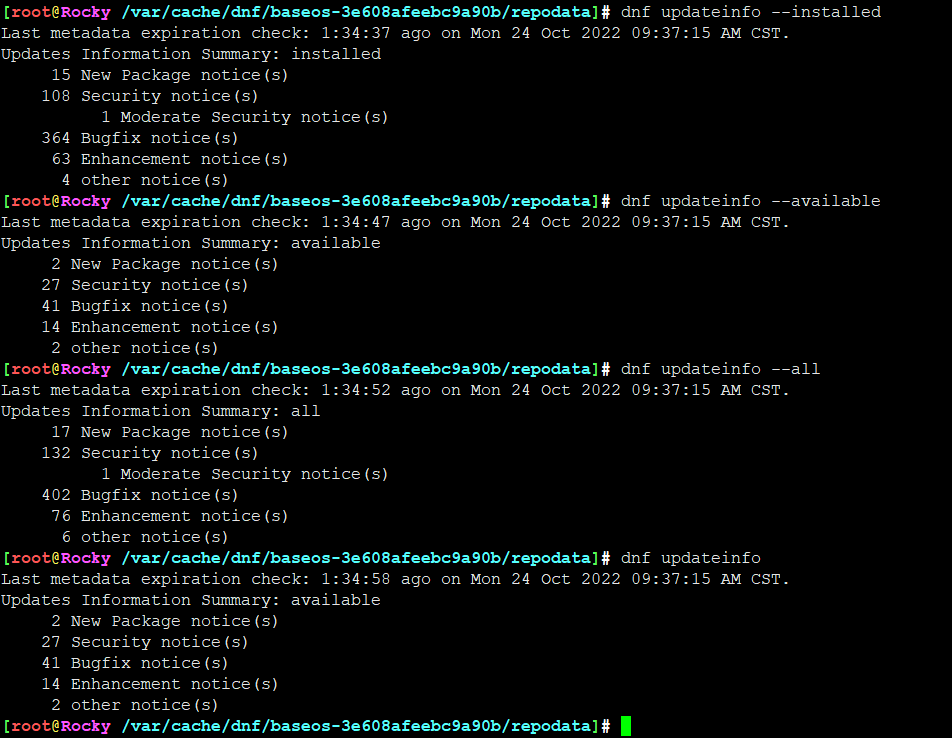 [root@Rocky /var/cache/dnf/baseos-3e608afeebc9a90b/repodata]# dnf updateinfo --installed
Last metadata expiration check: 1:34:37 ago on Mon 24 Oct 2022 09:37:15 AM CST.
Updates Information Summary: installed
     15 New Package notice(s)
    108 Security notice(s)
          1 Moderate Security notice(s)
    364 Bugfix notice(s)
     63 Enhancement notice(s)
      4 other notice(s)
[root@Rocky /var/cache/dnf/baseos-3e608afeebc9a90b/repodata]# dnf updateinfo --available
Last metadata expiration check: 1:34:47 ago on Mon 24 Oct 2022 09:37:15 AM CST.
Updates Information Summary: available
     2 New Package notice(s)
    27 Security notice(s)
    41 Bugfix notice(s)
    14 Enhancement notice(s)
     2 other notice(s)
[root@Rocky /var/cache/dnf/baseos-3e608afeebc9a90b/repodata]# dnf updateinfo --all
Last metadata expiration check: 1:34:52 ago on Mon 24 Oct 2022 09:37:15 AM CST.
Updates Information Summary: all
     17 New Package notice(s)
    132 Security notice(s)
          1 Moderate Security notice(s)
    402 Bugfix notice(s)
     76 Enhancement notice(s)
      6 other notice(s)
[root@Rocky /var/cache/dnf/baseos-3e608afeebc9a90b/repodata]# dnf updateinfo
Last metadata expiration check: 1:34:58 ago on Mon 24 Oct 2022 09:37:15 AM CST.
Updates Information Summary: available
     2 New Package notice(s)
    27 Security notice(s)
    41 Bugfix notice(s)
    14 Enhancement notice(s)
     2 other notice(s)
[root@Rocky /var/cache/dnf/baseos-3e608afeebc9a90b/repodata]#